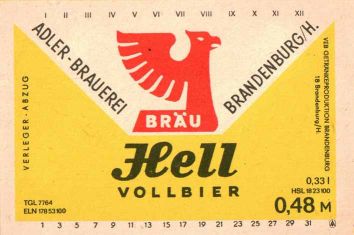 I II III IV V VI VII VIII IX X XI XII
ADLER-BRAUEREI
BRANDENBURG/H.
BRÄU
Hell
VOLLBIER
VERLEGER-ABZUG
VEB GETRÄNKEPRODUKTION BRANDENBURG
18 Brandenburg/H.
TGL 7764
ELN 17853100
0,33 l
HSL 1823100
0,48 M
1 3 5 7 9 11 13 15 17 19 21 23 25 27 29 31